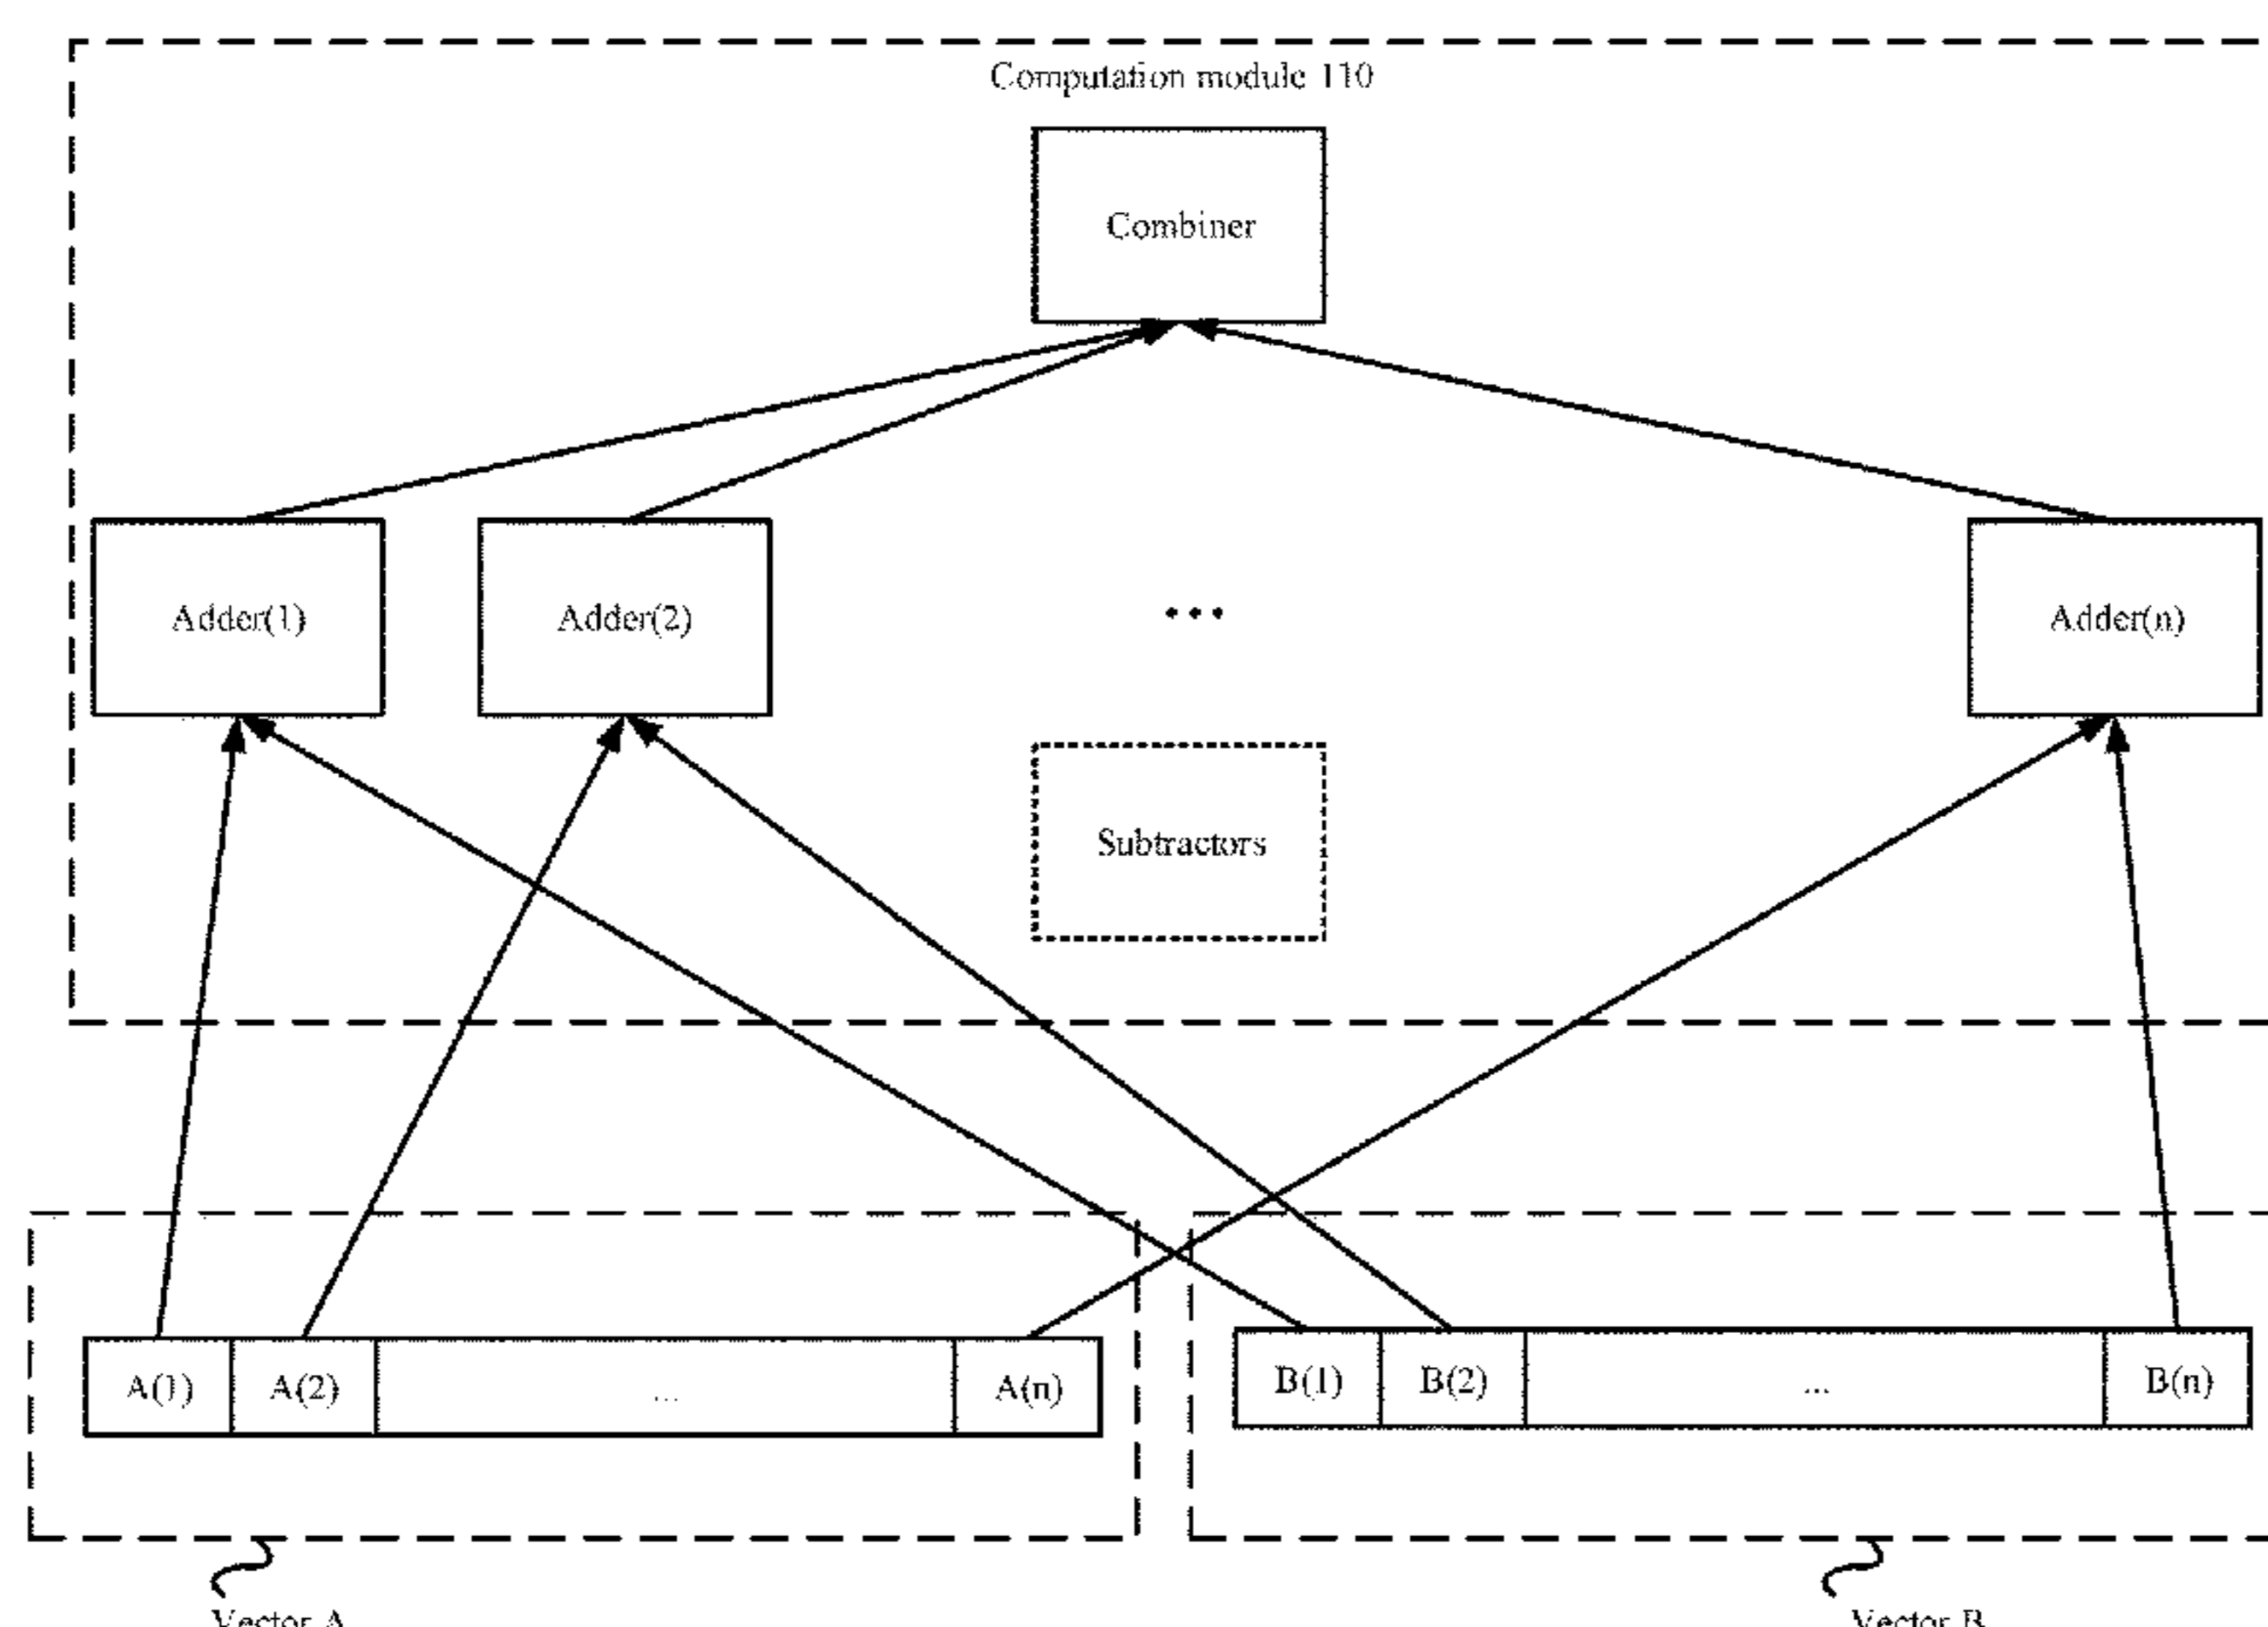 Computation module 110
Combiner
Adder(1) Adder(2) ... Adder(n)
Subtractors
A(1) A(2) ... A(n) B(1) B(2) ... B(n)
Vector A Vector B